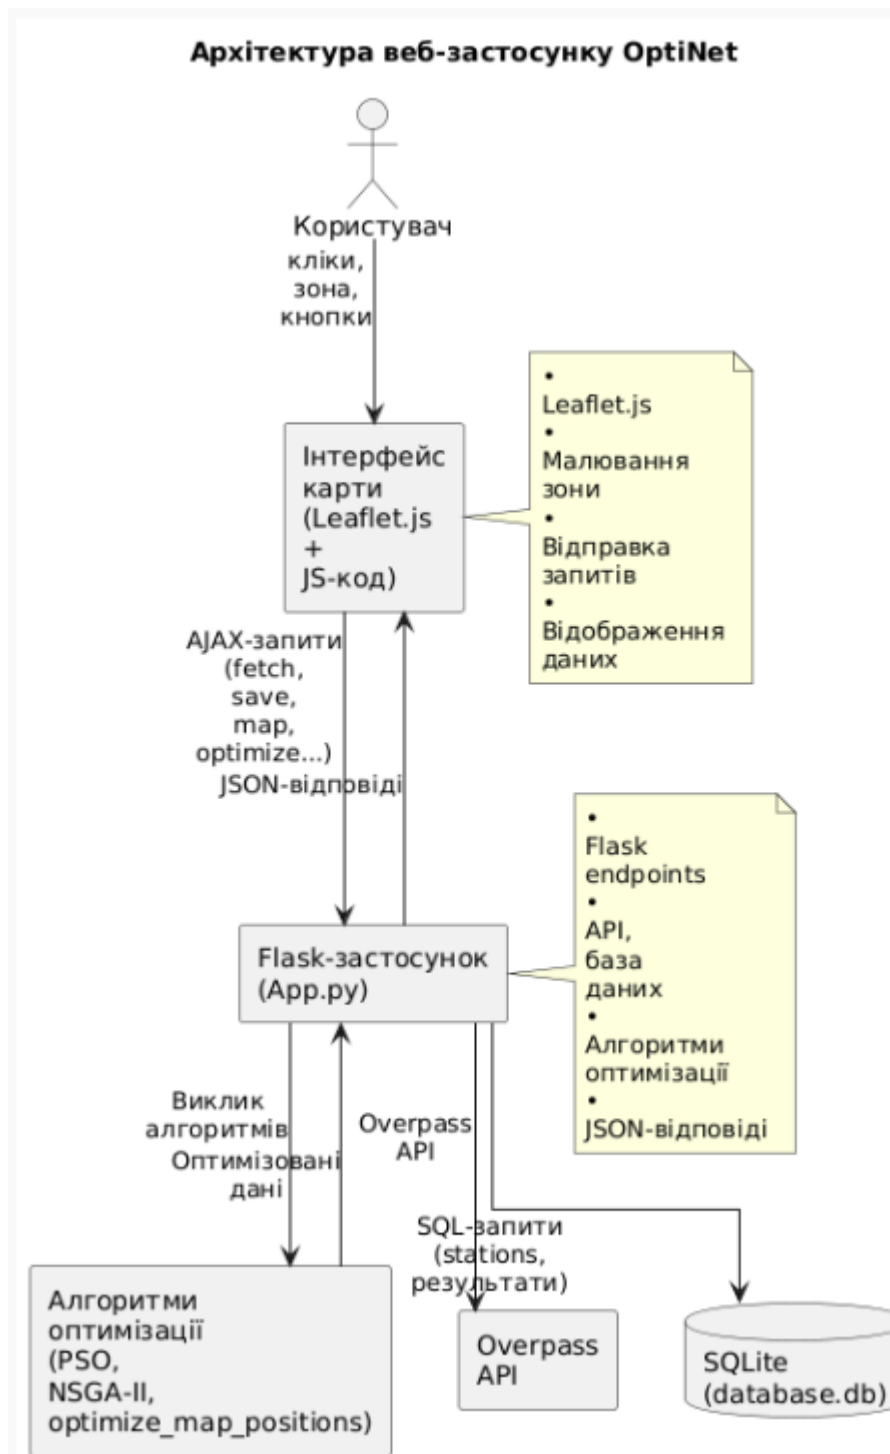 Архітектура веб-застосунку OptiNet
Користувач
кліки,
зона,
кнопки
Інтерфейс
карти
(Leaflet.js
+
JS-код)
•
Leaflet.js
•
Малювання
зони
•
Відправка
запитів
•
Відображення
даних
AJAX-запити
(fetch,
save,
map,
optimize...)
JSON-відповіді
Flask-застосунок
(App.py)
•
Flask
endpoints
•
API,
база
даних
•
Алгоритми
оптимізації
•
JSON-відповіді
Виклик
алгоритмів
Оптимізовані
дані
Overpass
API
SQL-запити
(stations,
результати)
Алгоритми
оптимізації
(PSO,
NSGA-II,
optimize_map_positions)
Overpass
API
SQLite
(database.db)